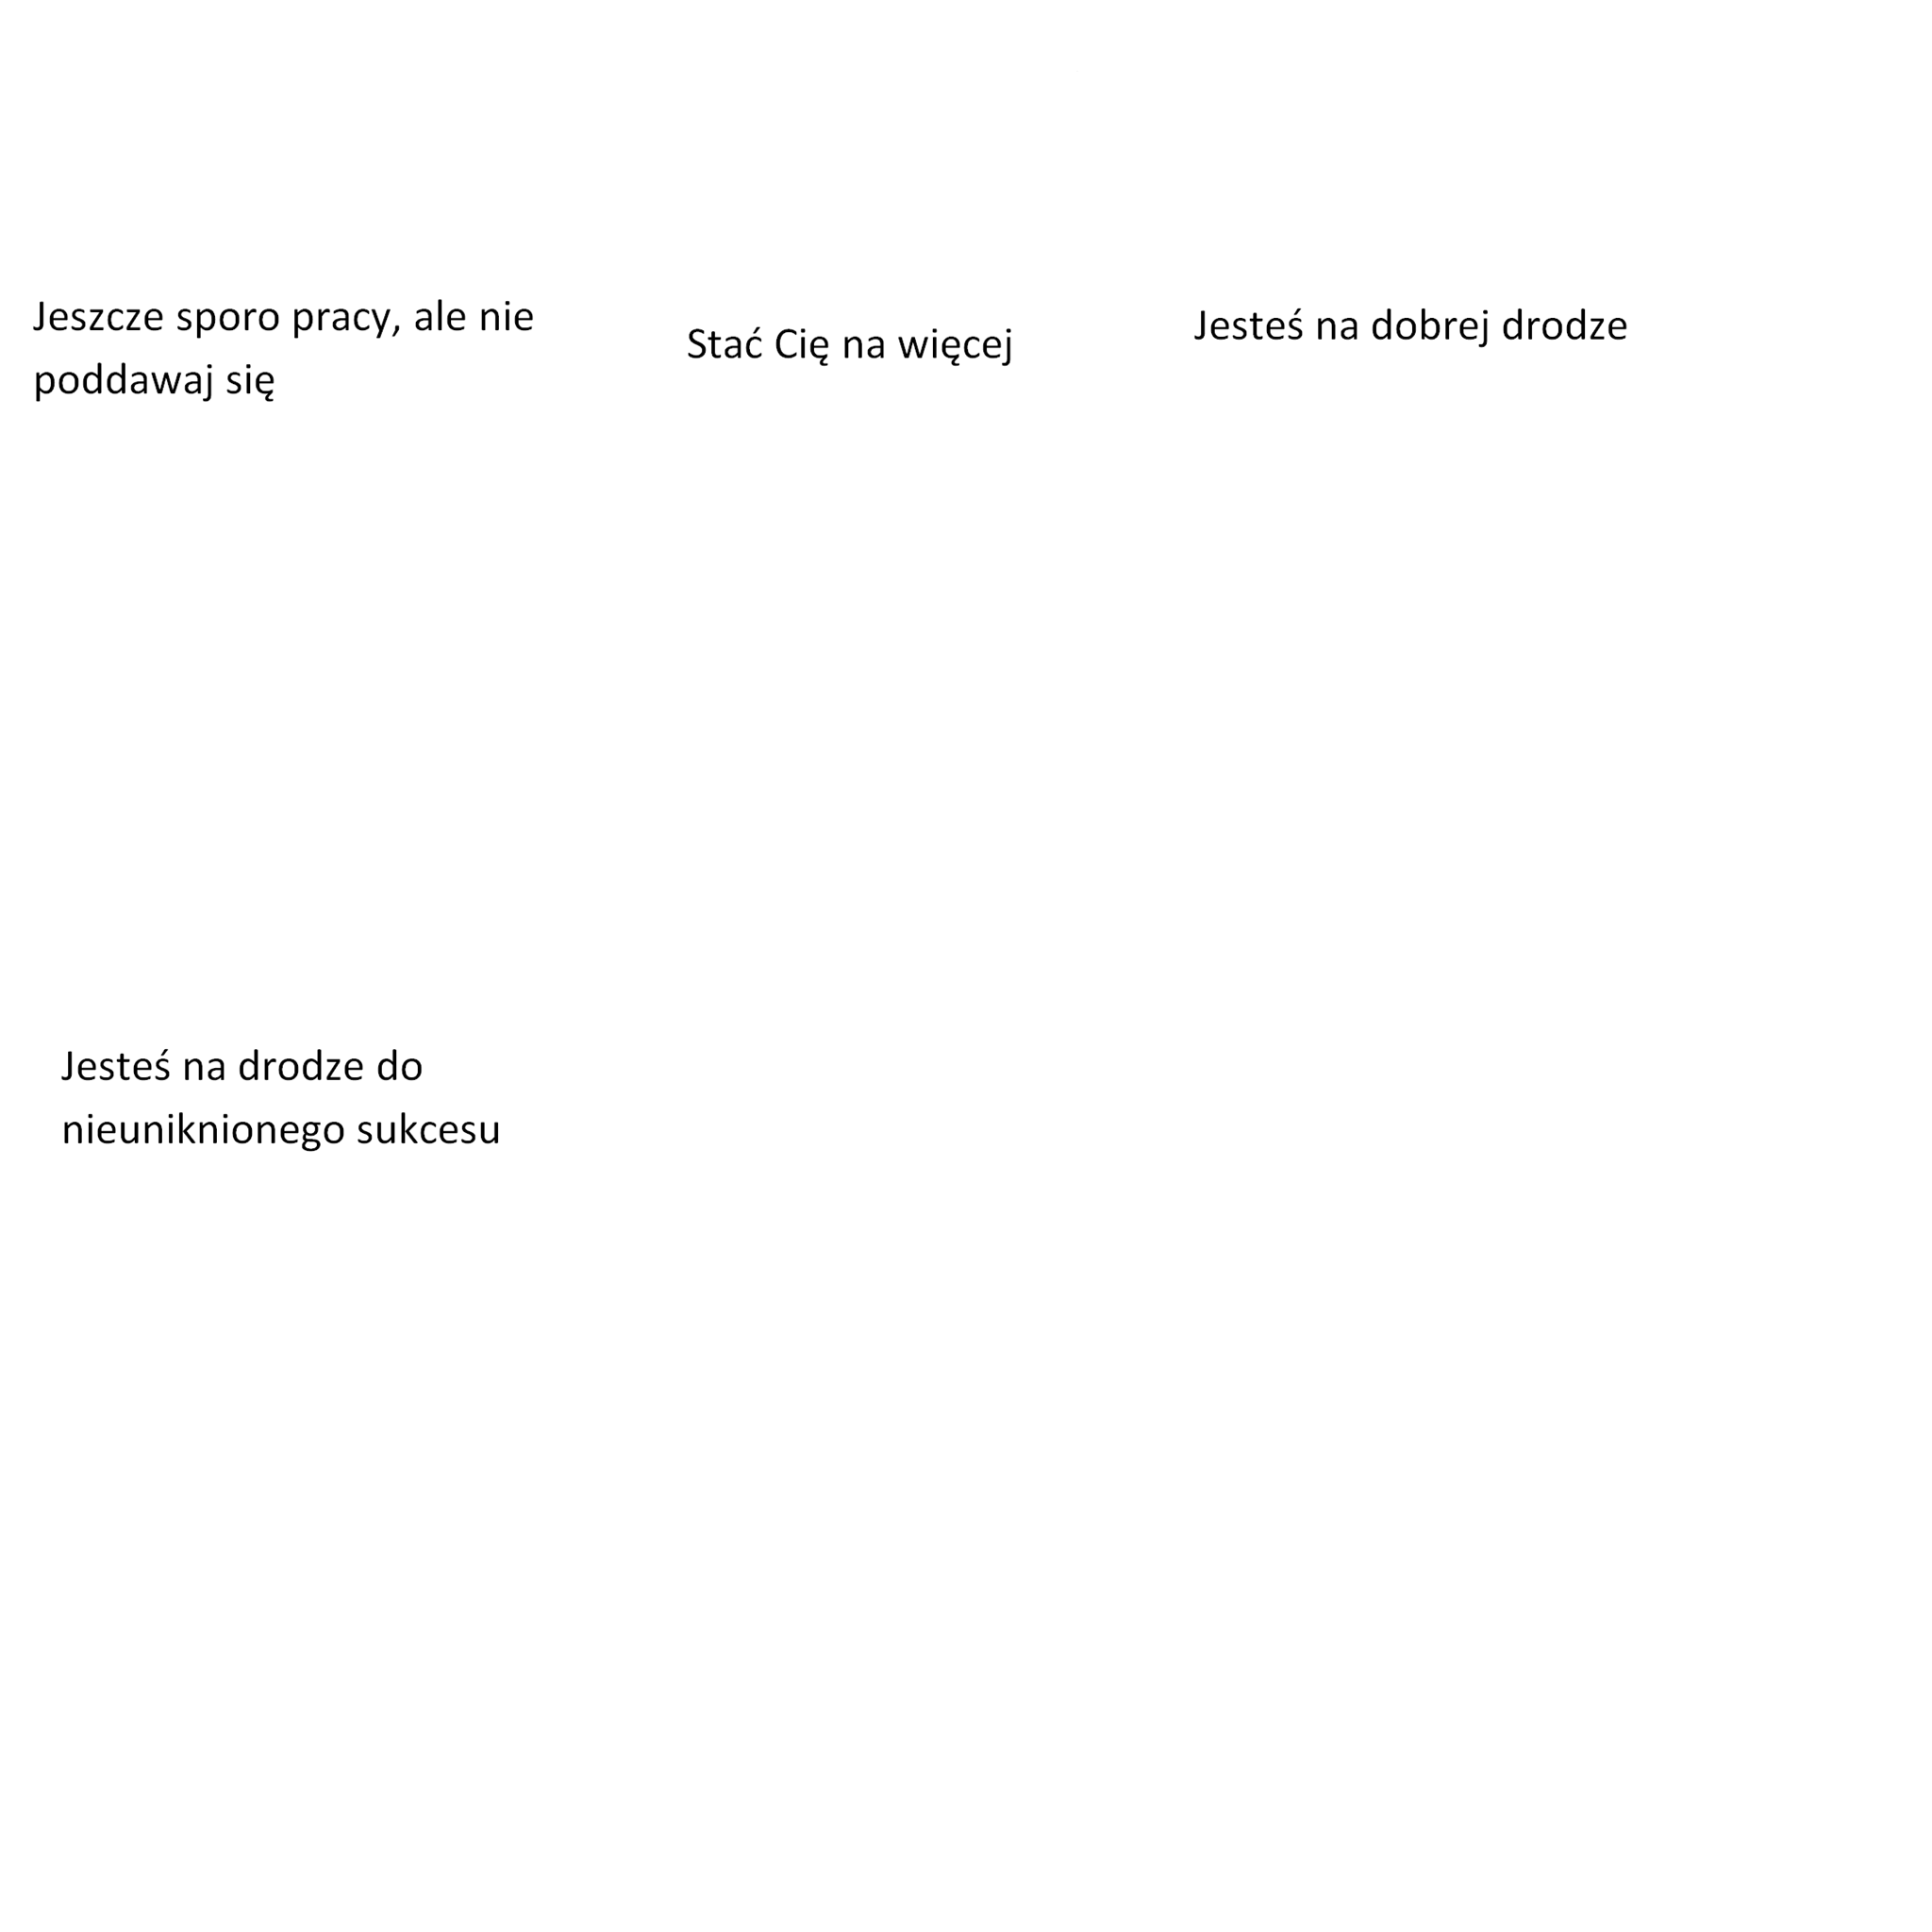 Jeszcze sporo pracy, ale nie
poddawaj się
Stać Cię na więcej
Jesteś na dobrej drodze
Jesteś na drodze do
nieuniknionego sukcesu